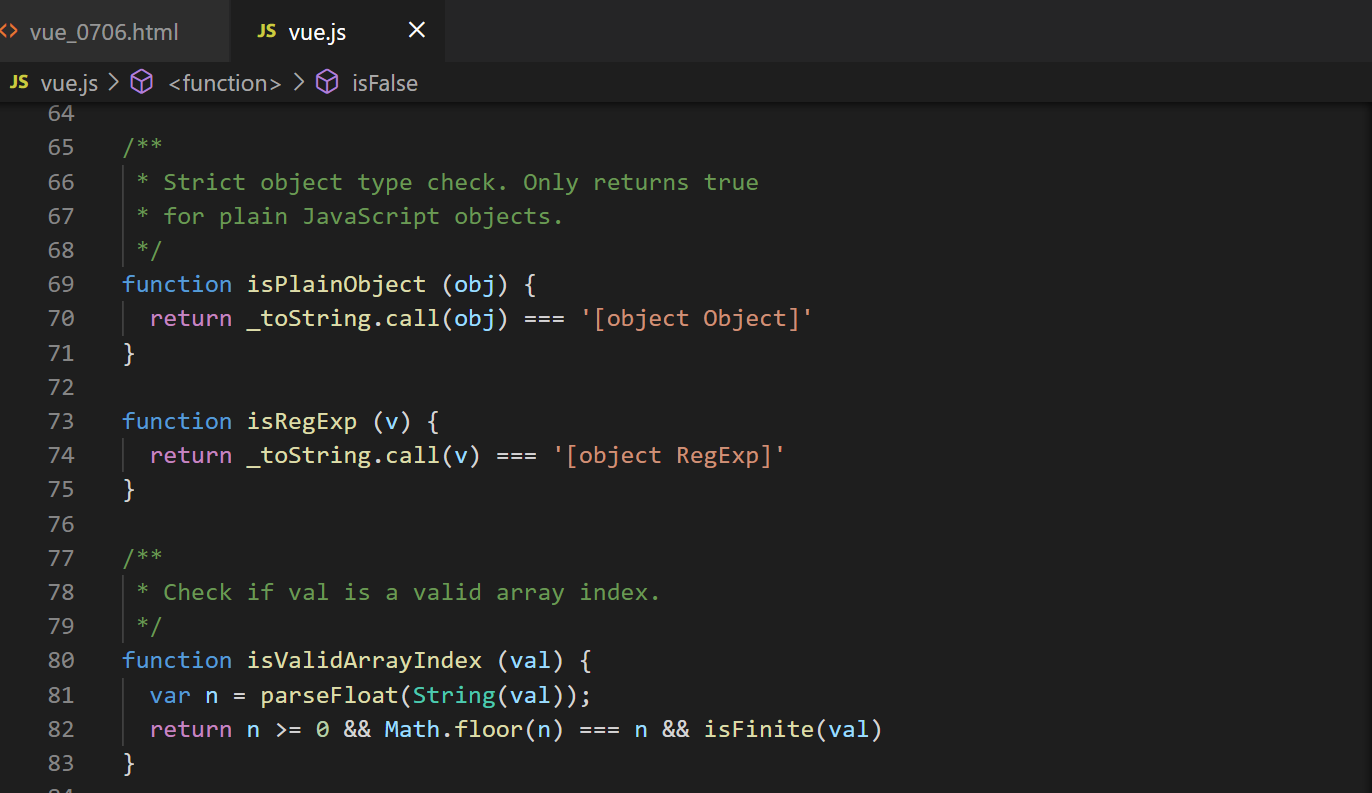 <> vue_0706.html JS vue.js ×
JS vue.js > <function> > isFalse
64
65 /**
66 * Strict object type check. Only returns true
67 * for plain JavaScript objects.
68 */
69 function isPlainObject (obj) {
70 return _toString.call(obj) === '[object Object]'
71 }
72
73 function isRegExp (v) {
74 return _toString.call(v) === '[object RegExp]'
75 }
76
77 /**
78 * Check if val is a valid array index.
79 */
80 function isValidArrayIndex (val) {
81 var n = parseFloat(String(val));
82 return n >= 0 && Math.floor(n) === n && isFinite(val)
83 }